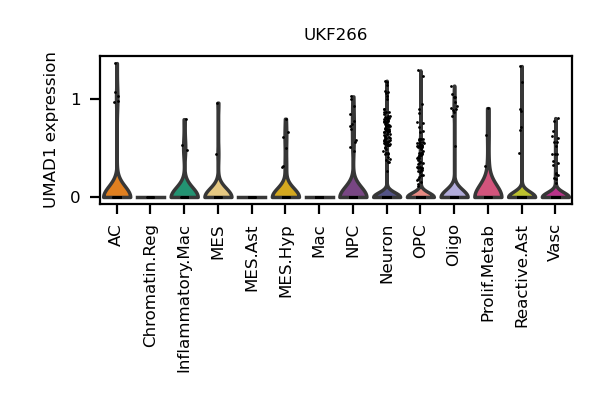 UKF266
UMAD1 expression
1
0
AC
Chromatin.Reg
Inflammatory.Mac
MES
MES.Ast
MES.Hyp
Mac
NPC
Neuron
OPC
Oligo
Prolif.Metab
Reactive.Ast
Vasc